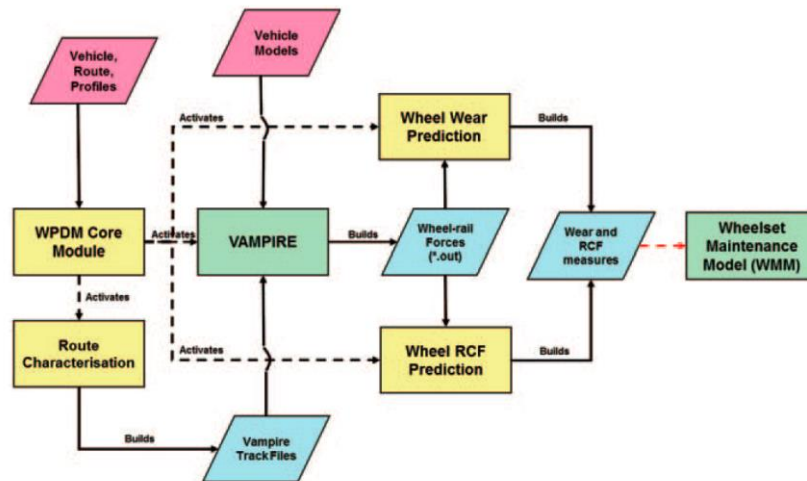 Vehicle,
Route,
Profiles
Vehicle
Models
Activates
Wheel Wear
Prediction
Builds
WPDM Core
Module
Activates
VAMPIRE
Builds
Wheel-rail
Forces
(*.out)
Wear and
RCF
measures
Wheelset
Maintenance
Model (WMM)
Activates
Route
Characterisation
Activates
Wheel RCF
Prediction
Builds
Builds
Vampire
TrackFiles